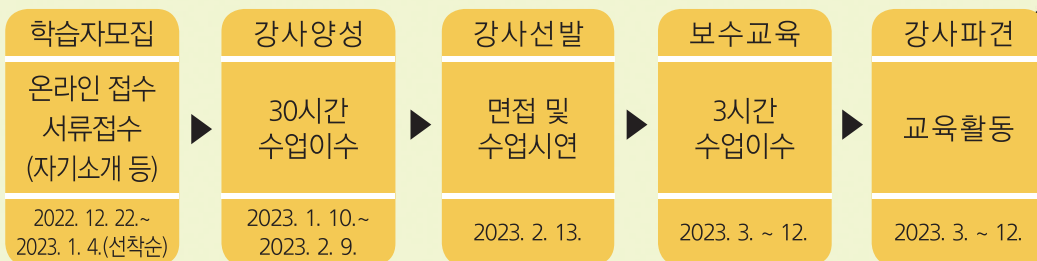 학습자모집
온라인 접수
서류접수
(자기소개 등)
2022. 12. 22.~
2023. 1. 4.(선착순)
강사양성
30시간
수업이수
2023. 1. 10.~
2023. 2. 9.
강사선발
면접 및
수업시연
2023. 2. 13.
보수교육
3시간
수업이수
2023. 3. ~ 12.
강사파견
교육활동
2023. 3. ~ 12.